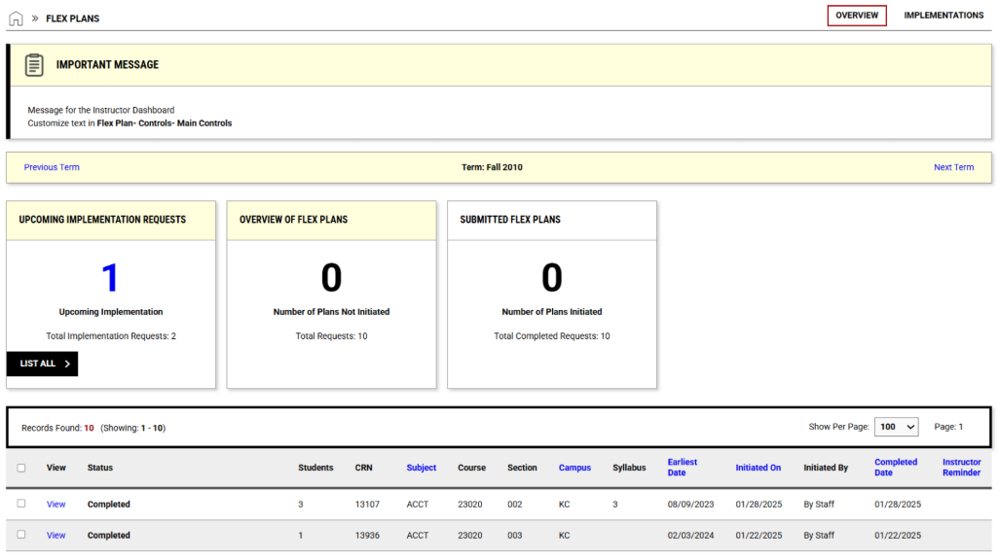 » FLEX PLANS OVERVIEW IMPLEMENTATIONS
IMPORTANT MESSAGE
Message for the Instructor Dashboard
Customize text in Flex Plan- Controls- Main Controls
Previous Term Term: Fall 2010 Next Term
UPCOMING IMPLEMENTATION REQUESTS
1
Upcoming Implementation
Total Implementation Requests: 2
LIST ALL
OVERVIEW OF FLEX PLANS
0
Number of Plans Not Initiated
Total Requests: 10
SUBMITTED FLEX PLANS
0
Number of Plans Initiated
Total Completed Requests: 10
Records Found: 10 (Showing: 1 - 10) Show Per Page: 100 Page: 1
View Status Students CRN Subject Course Section Campus Syllabus Earliest Date Initiated On Initiated By Completed Date Instructor Reminder
View Completed 3 13107 ACCT 23020 002 KC 3 08/09/2023 01/28/2025 By Staff 01/28/2025
View Completed 1 13936 ACCT 23020 003 KC 02/03/2024 01/22/2025 By Staff 01/22/2025